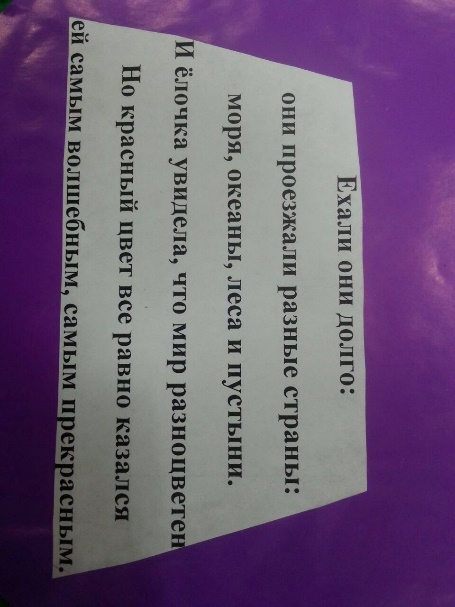 Ехали они долго:
они проезжали разные страны:
моря, океаны, леса и пустыни.
И ёлочка увидела, что мир разноцветен
Но красный цвет все равно казался
ей самым волшебным, самым прекрасным.